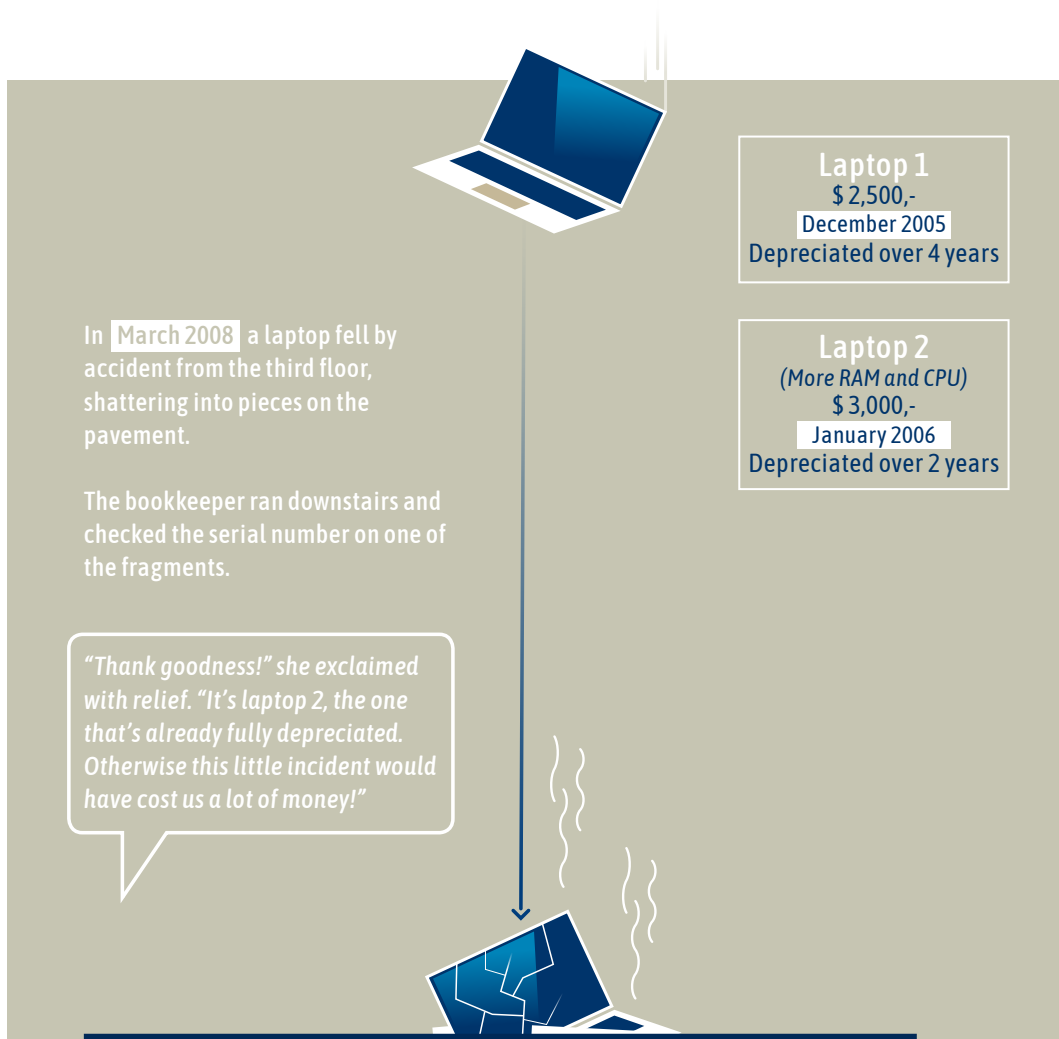 Laptop 1
$ 2,500,-
December 2005
Depreciated over 4 years
Laptop 2
(More RAM and CPU)
$ 3,000,-
January 2006
Depreciated over 2 years
In March 2008 a laptop fell by
accident from the third floor,
shattering into pieces on the
pavement.
The bookkeeper ran downstairs and
checked the serial number on one of
the fragments.
“Thank goodness!” she exclaimed
with relief. “It’s laptop 2, the one
that’s already fully depreciated.
Otherwise this little incident would
have cost us a lot of money!”